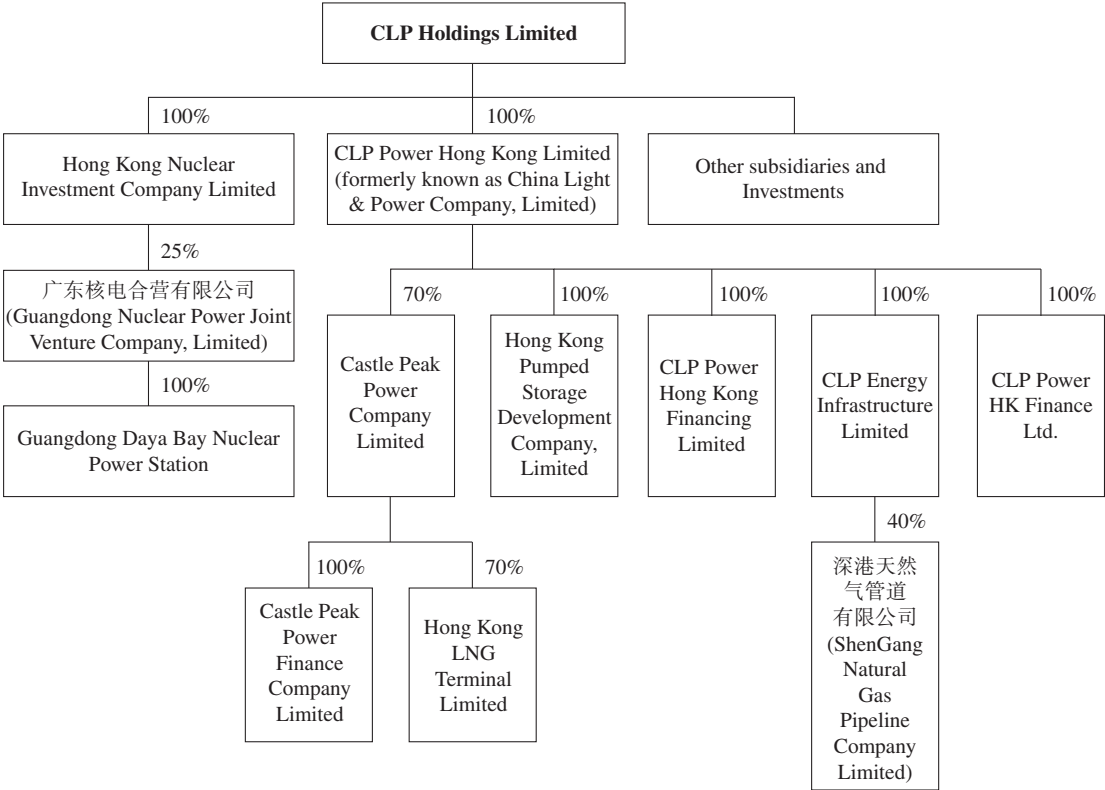 CLP Holdings Limited
100%
100%
Hong Kong Nuclear
Investment Company Limited
CLP Power Hong Kong Limited
(formerly known as China Light
& Power Company, Limited)
Other subsidiaries and
Investments
25%
广东核电合营有限公司
(Guangdong Nuclear Power Joint
Venture Company, Limited)
100%
Guangdong Daya Bay Nuclear
Power Station
70%
100%
100%
100%
100%
Castle Peak
Power
Company
Limited
Hong Kong
Pumped
Storage
Development
Company,
Limited
CLP Power
Hong Kong
Financing
Limited
CLP Energy
Infrastructure
Limited
CLP Power
HK Finance
Ltd.
100%
70%
40%
Castle Peak
Power
Finance
Company
Limited
Hong Kong
LNG
Terminal
Limited
深港天然
气管道
有限公司
(ShenGang
Natural
Gas
Pipeline
Company
Limited)